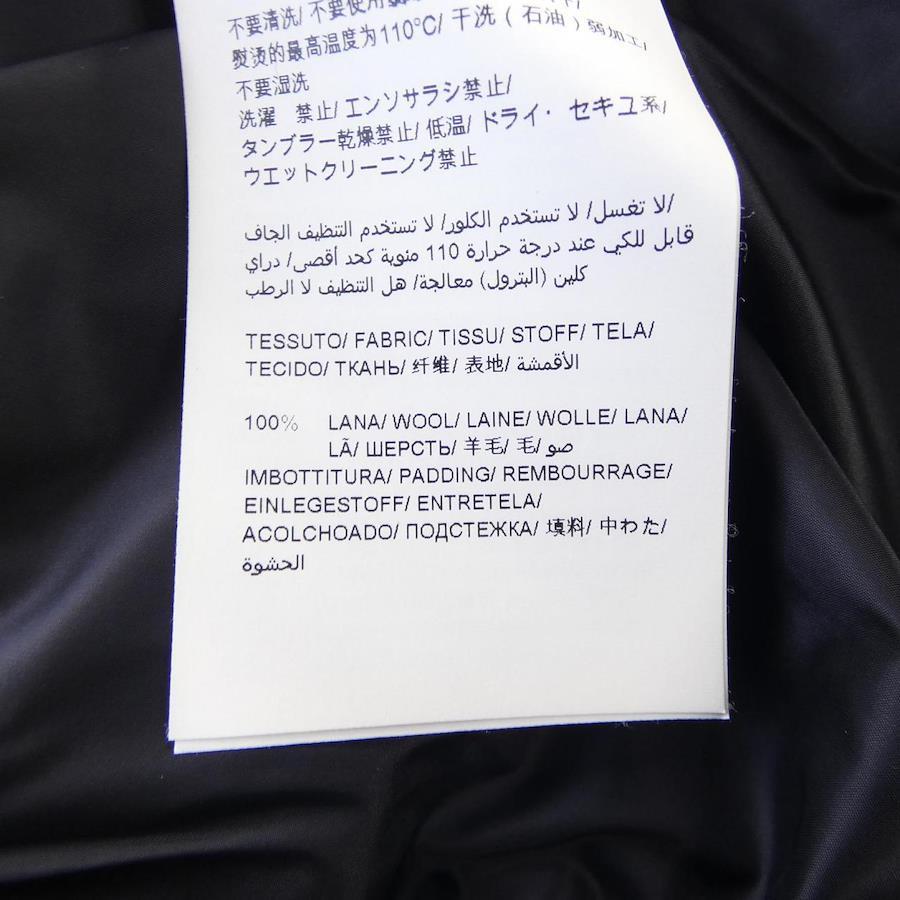 不要清洗/ 不要使用
熨烫的最高温度为110°C/ 干洗 ( 石油 ) 弱加工/
不要湿洗
洗濯　禁止/ エンソサラシ禁止/
タンブラー乾燥禁止/ 低温/ ドライ・ セキユ系/
ウエットクリーニング禁止
لا تغسل/ لا تستخدم الكلور/ لا تستخدم التنظيف الجاف/
قابل للكي عند درجة حرارة 110 مئوية كحد أقصى/ دراي
كلين (البترول) معالجة/ هل التنظيف لا الرطب
TESSUTO/ FABRIC/ TISSU/ STOFF/ TELA/
TECIDO/ ТКАНЬ/ 纤维/ 表地/ الأقمشة
100% LANA/ WOOL/ LAINE/ WOLLE/ LANA/
LÃ/ ШЕРСТЬ/ 羊毛/ 毛/ صو
IMBOTTITURA/ PADDING/ REMBOURRAGE/
EINLEGESTOFF/ ENTRETELA/
ACOLCHOADO/ ПОДСТЕЖКА/ 填料/ 中わた/
الحشوة